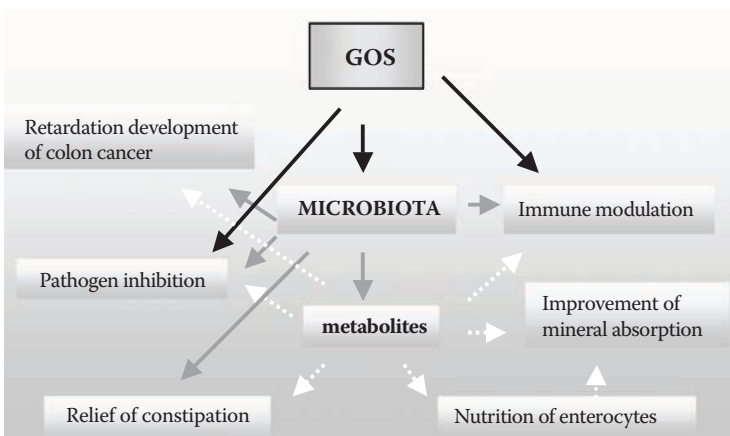 GOS
Retardation development
of colon cancer
MICROBIOTA
Immune modulation
Pathogen inhibition
metabolites
Improvement of
mineral absorption
Relief of constipation
Nutrition of enterocytes